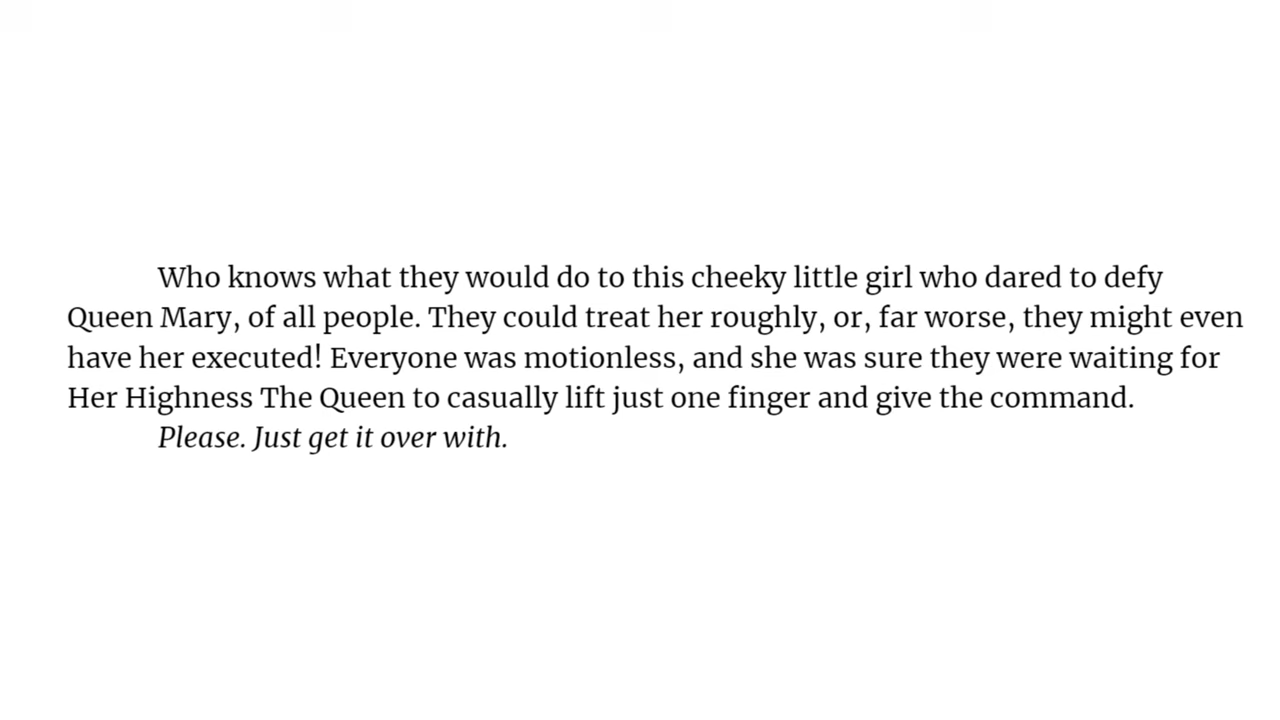 Who knows what they would do to this cheeky little girl who dared to defy
Queen Mary, of all people. They could treat her roughly, or, far worse, they might even
have her executed! Everyone was motionless, and she was sure they were waiting for
Her Highness The Queen to casually lift just one finger and give the command.
Please. Just get it over with.